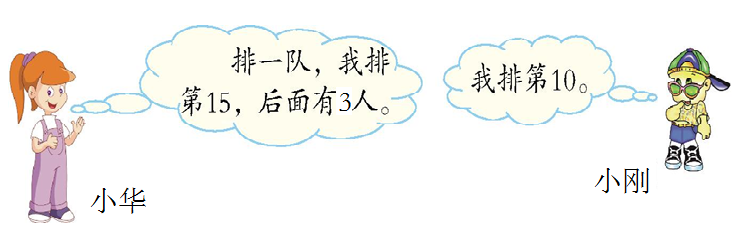 排一队，我排
第15，后面有3人。
我排第10。
小华
小刚